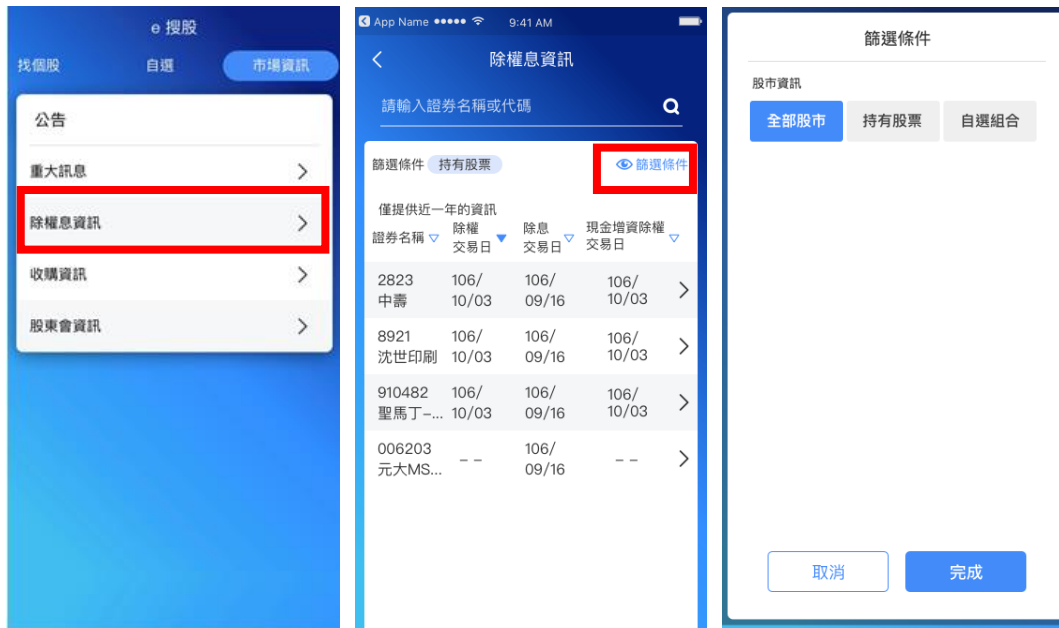 e 搜股
找個股 自選 市場資訊
公告
重大訊息
除權息資訊
收購資訊
股東會資訊
App Name 9:41 AM
除權息資訊
請輸入證券名稱或代碼
篩選條件 持有股票 篩選條件
僅提供近一年的資訊
證券名稱 除權交易日 除息交易日 現金增資除權交易日
2823 106/ 106/ 106/
中壽 10/03 09/16 10/03
8921 106/ 106/ 106/
沈世印刷 10/03 09/16 10/03
910482 106/ 106/ 106/
聖馬丁–... 10/03 09/16 10/03
006203 – – 106/ – –
元大MS... 09/16
篩選條件
股市資訊
全部股市 持有股票 自選組合
取消 完成